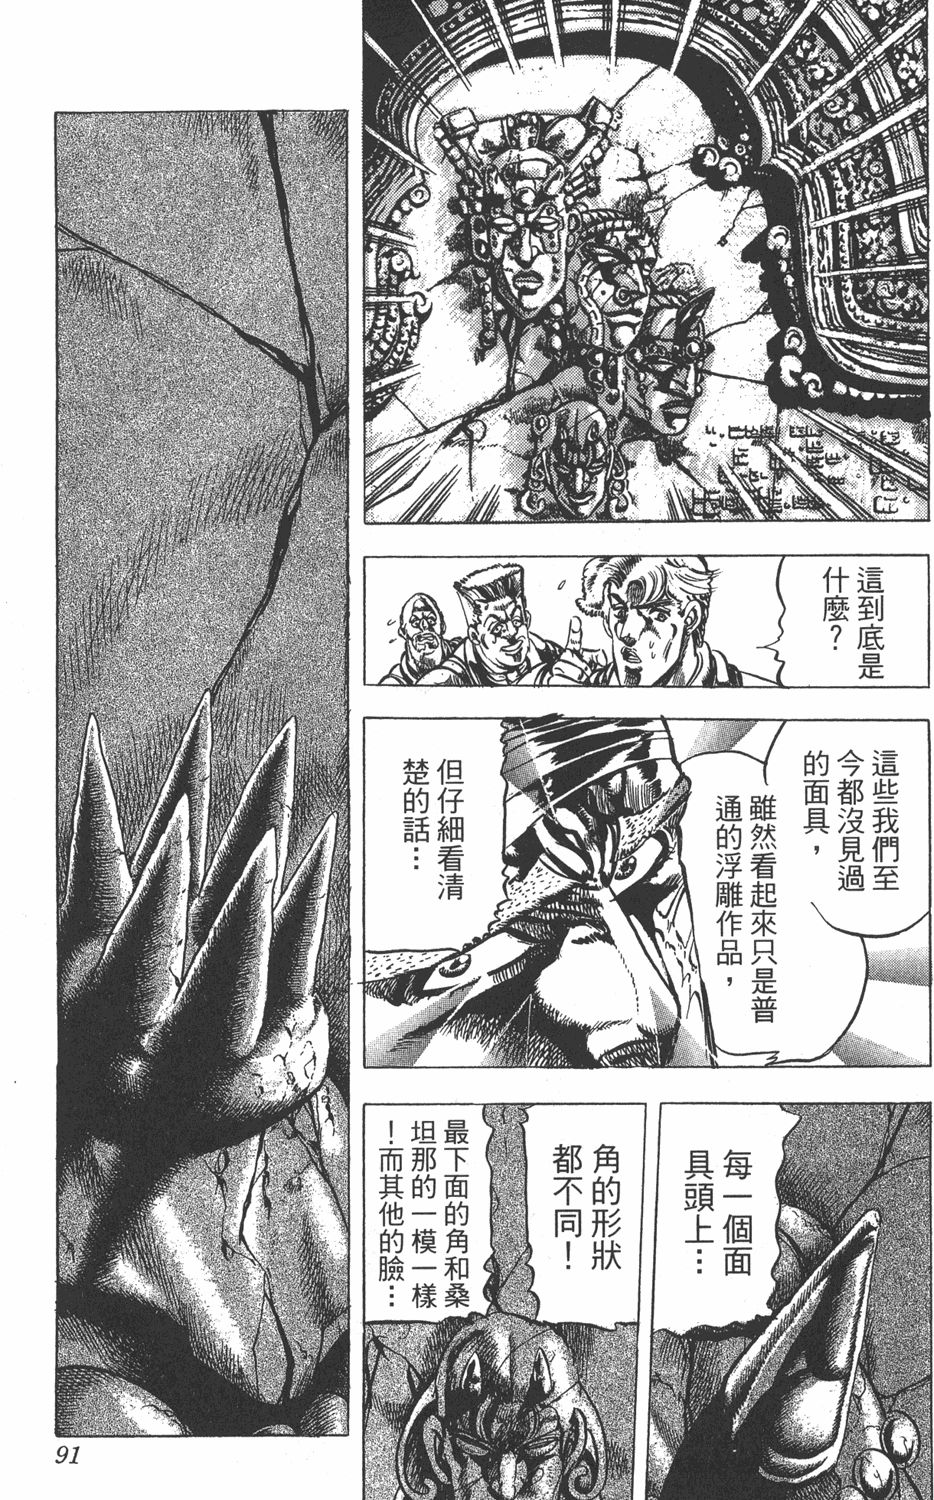 這到底是
什麼？
這些我們至
今都沒見過
的面具，
雖然看起來只是普
通的浮雕作品，
但仔細看清
楚的話…
每一個面
具頭上…
角的形狀
都不同！
最下面的角和桑
坦那的一模一樣
！而其他的臉…
91